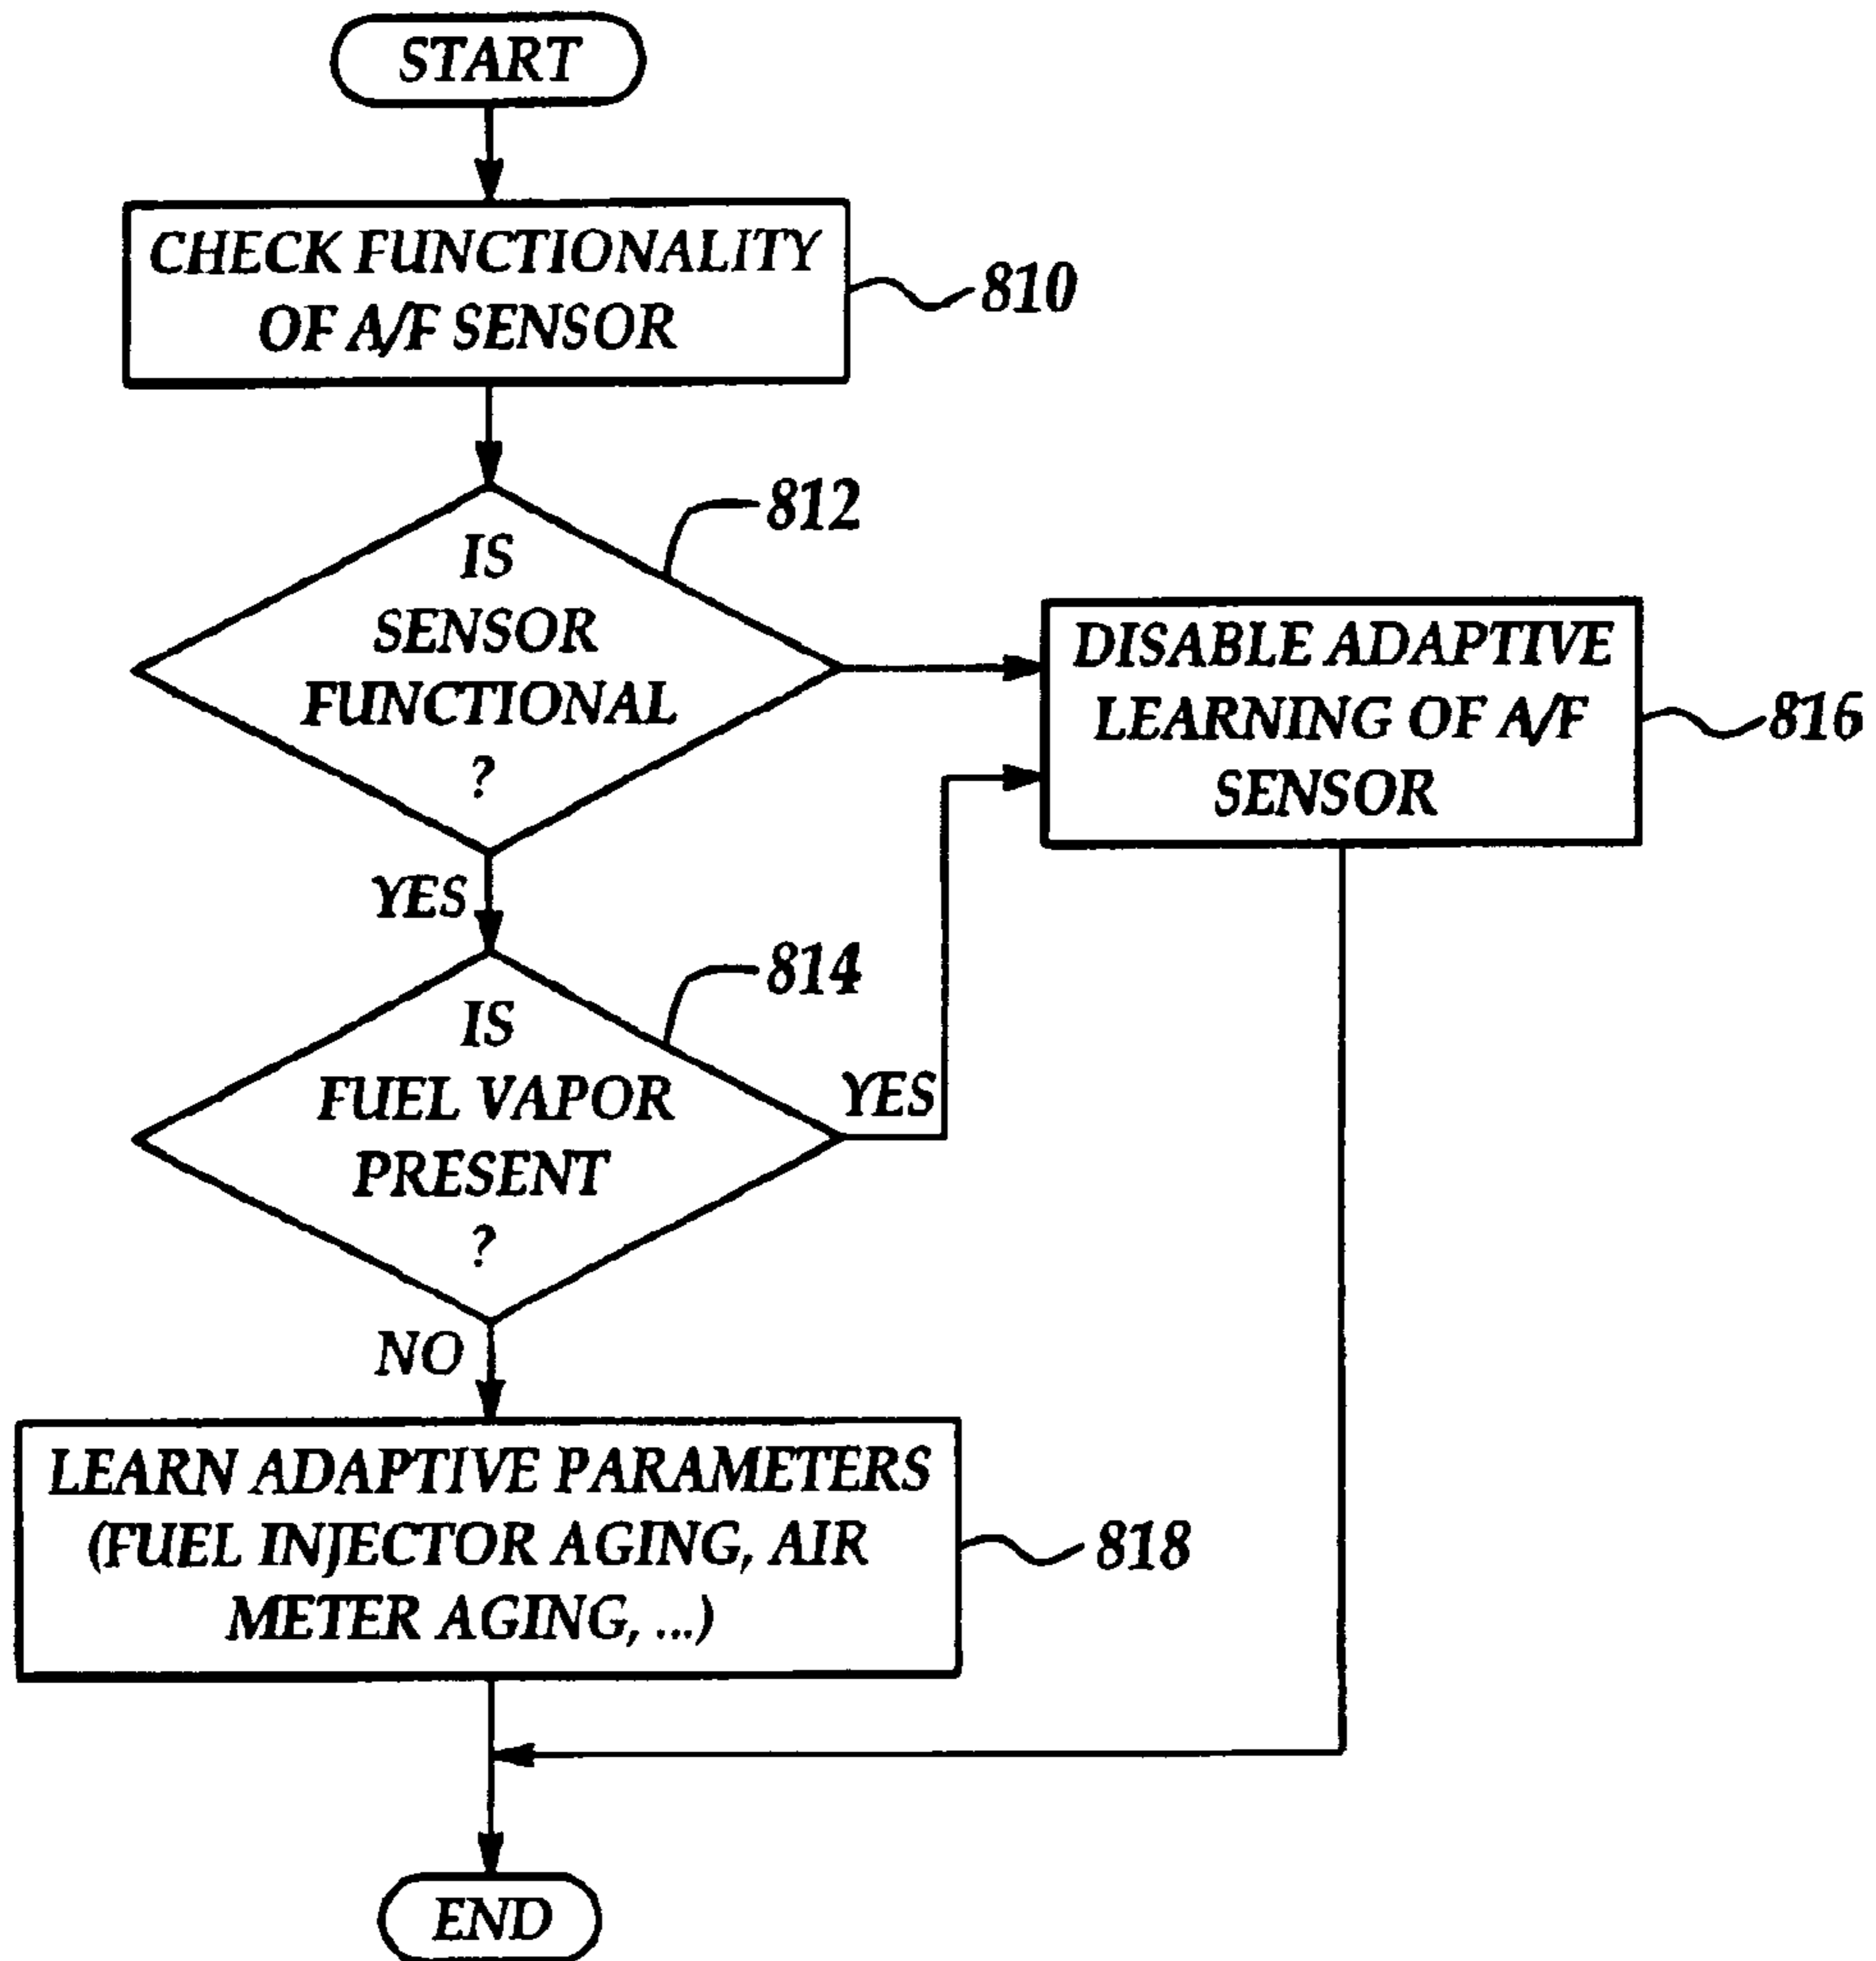 START
CHECK FUNCTIONALITY
OF A/F SENSOR
810
812
IS
SENSOR
FUNCTIONAL
?
DISABLE ADAPTIVE
LEARNING OF A/F
SENSOR
816
YES
814
IS
FUEL VAPOR
PRESENT
?
YES
NO
LEARN ADAPTIVE PARAMETERS
(FUEL INJECTOR AGING, AIR
METER AGING, ...)
818
END